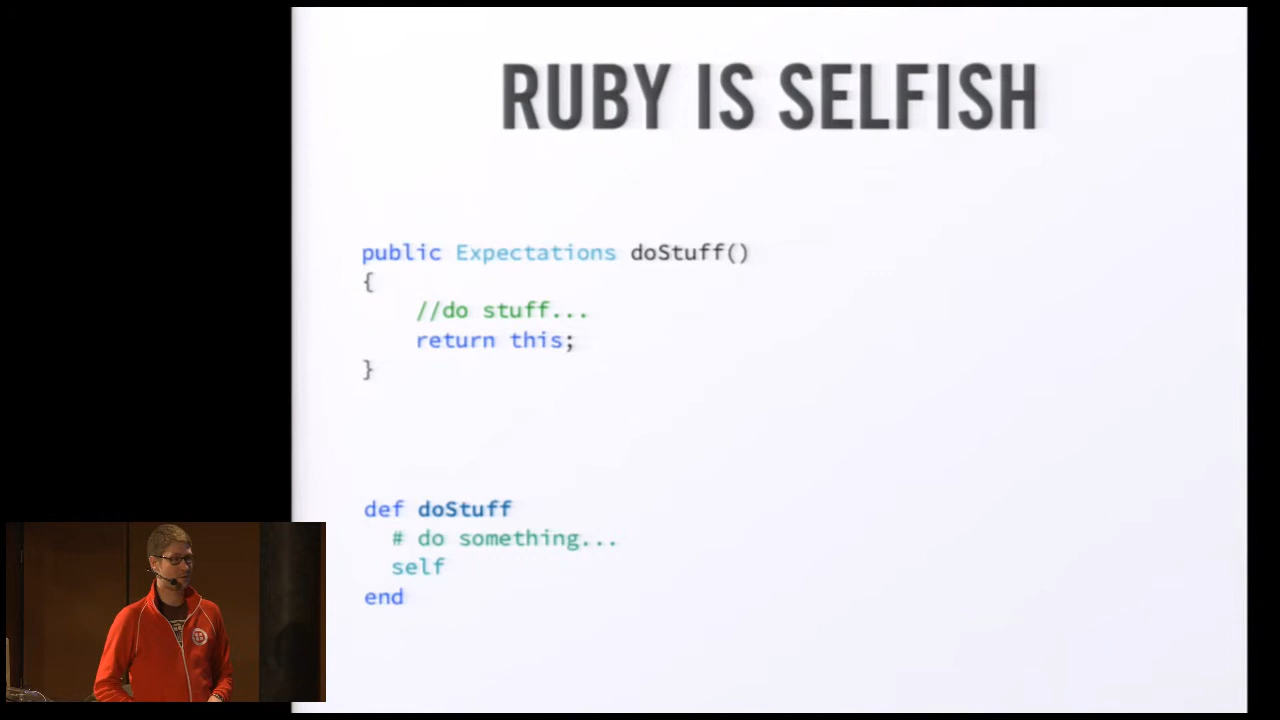 RUBY IS SELFISH
public Expectations doStuff()
{
//do stuff...
return this;
}
def doStuff
# do something...
self
end